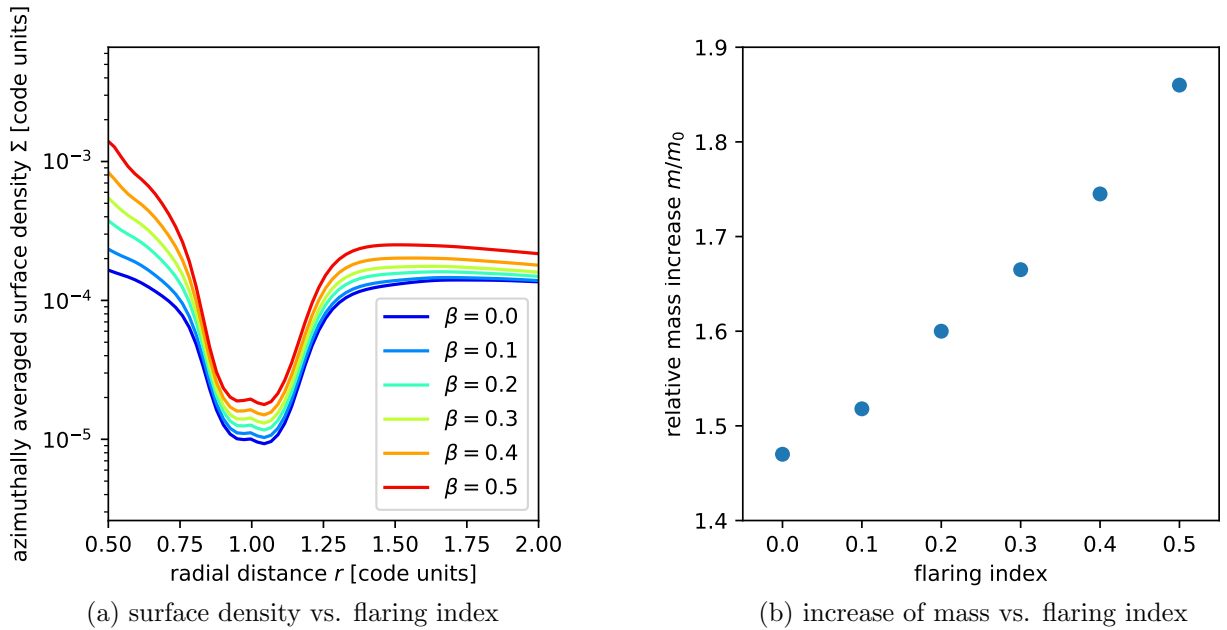 azimuthally averaged surface density Σ [code units]
10⁻³
10⁻⁴
10⁻⁵
β = 0.0
β = 0.1
β = 0.2
β = 0.3
β = 0.4
β = 0.5
0.50 0.75 1.00 1.25 1.50 1.75 2.00
radial distance r [code units]
(a) surface density vs. flaring index
relative mass increase m/m₀
1.9
1.8
1.7
1.6
1.5
1.4
0.0 0.1 0.2 0.3 0.4 0.5
flaring index
(b) increase of mass vs. flaring index